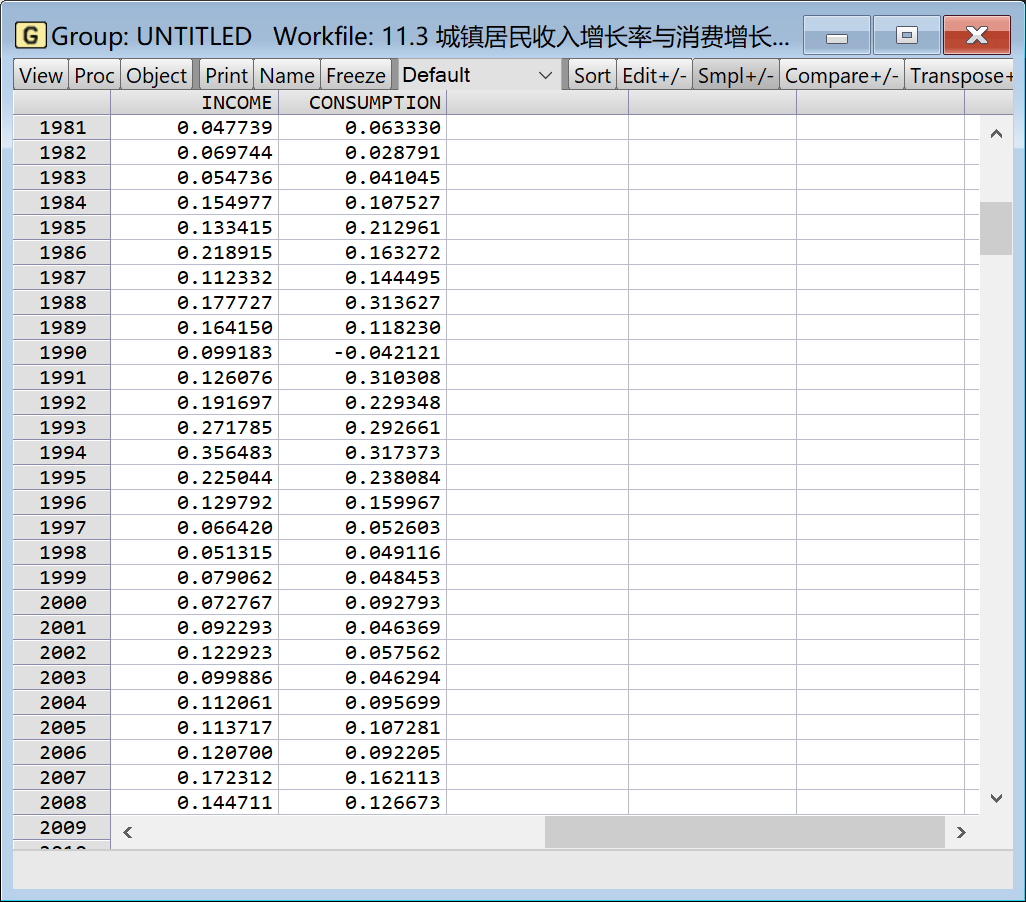 G Group: UNTITLED Workfile: 11.3 城镇居民收入增长率与消费增长...
View Proc Object Print Name Freeze Default Sort Edit+/- Smpl+/- Compare+/- Transpose+
INCOME CONSUMPTION
1981 0.047739 0.063330
1982 0.069744 0.028791
1983 0.054736 0.041045
1984 0.154977 0.107527
1985 0.133415 0.212961
1986 0.218915 0.163272
1987 0.112332 0.144495
1988 0.177727 0.313627
1989 0.164150 0.118230
1990 0.099183 -0.042121
1991 0.126076 0.310308
1992 0.191697 0.229348
1993 0.271785 0.292661
1994 0.356483 0.317373
1995 0.225044 0.238084
1996 0.129792 0.159967
1997 0.066420 0.052603
1998 0.051315 0.049116
1999 0.079062 0.048453
2000 0.072767 0.092793
2001 0.092293 0.046369
2002 0.122923 0.057562
2003 0.099886 0.046294
2004 0.112061 0.095699
2005 0.113717 0.107281
2006 0.120700 0.092205
2007 0.172312 0.162113
2008 0.144711 0.126673
2009